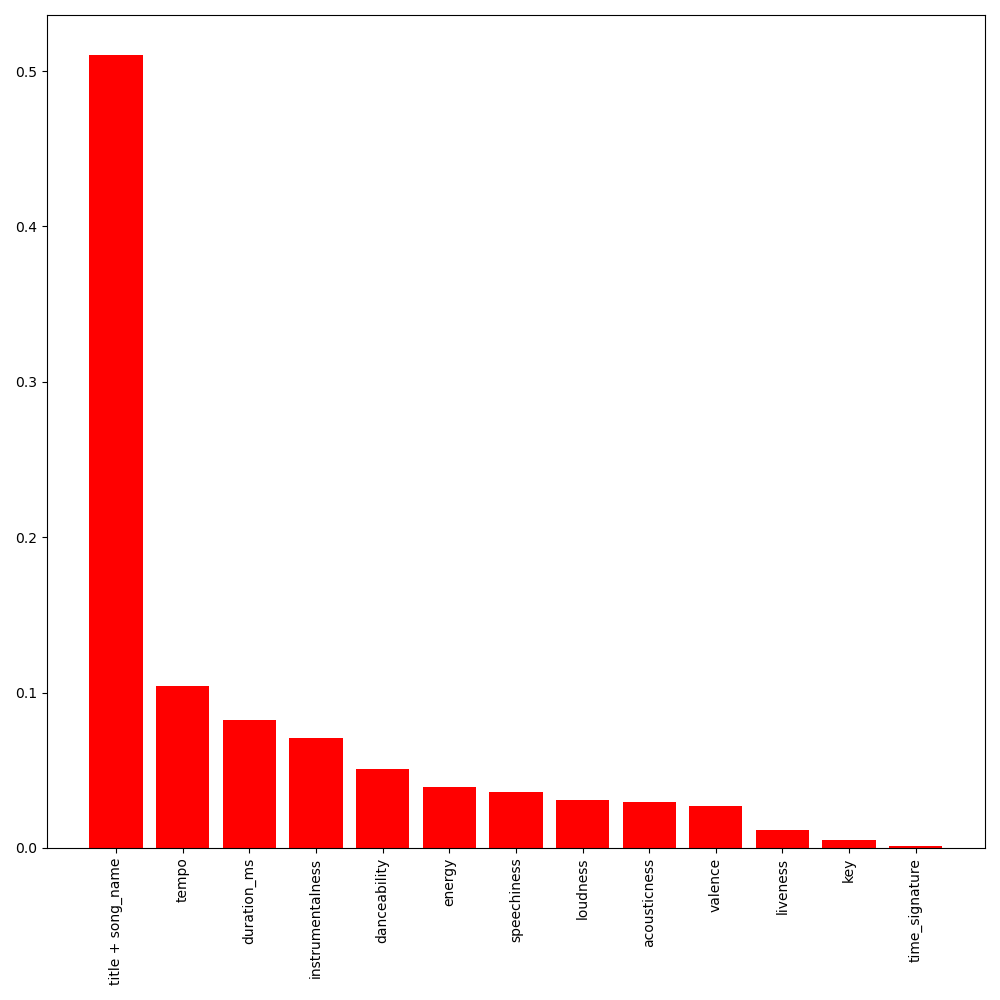 0.5
0.4
0.3
0.2
0.1
0.0
title + song_name
tempo
duration_ms
instrumentalness
danceability
energy
speechiness
loudness
acousticness
valence
liveness
key
time_signature